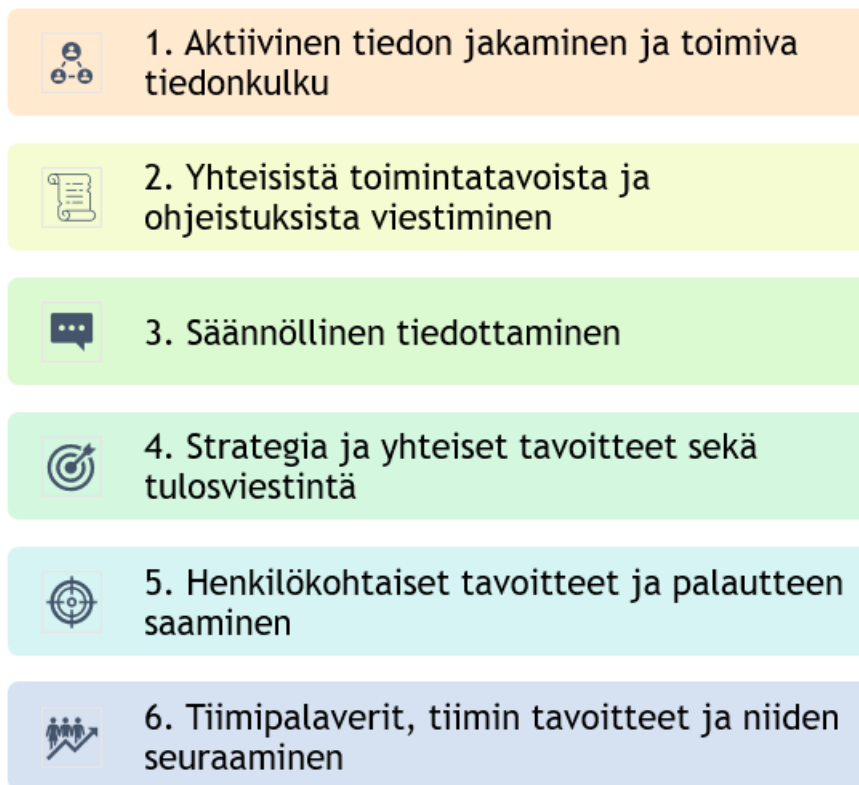 1. Aktiivinen tiedon jakaminen ja toimiva
tiedonkulku
2. Yhteisistä toimintatavoista ja
ohjeistuksista viestiminen
3. Säännöllinen tiedottaminen
4. Strategia ja yhteiset tavoitteet sekä
tulosviestintä
5. Henkilökohtaiset tavoitteet ja palautteen
saaminen
6. Tiimipalaverit, tiimin tavoitteet ja niiden
seuraaminen